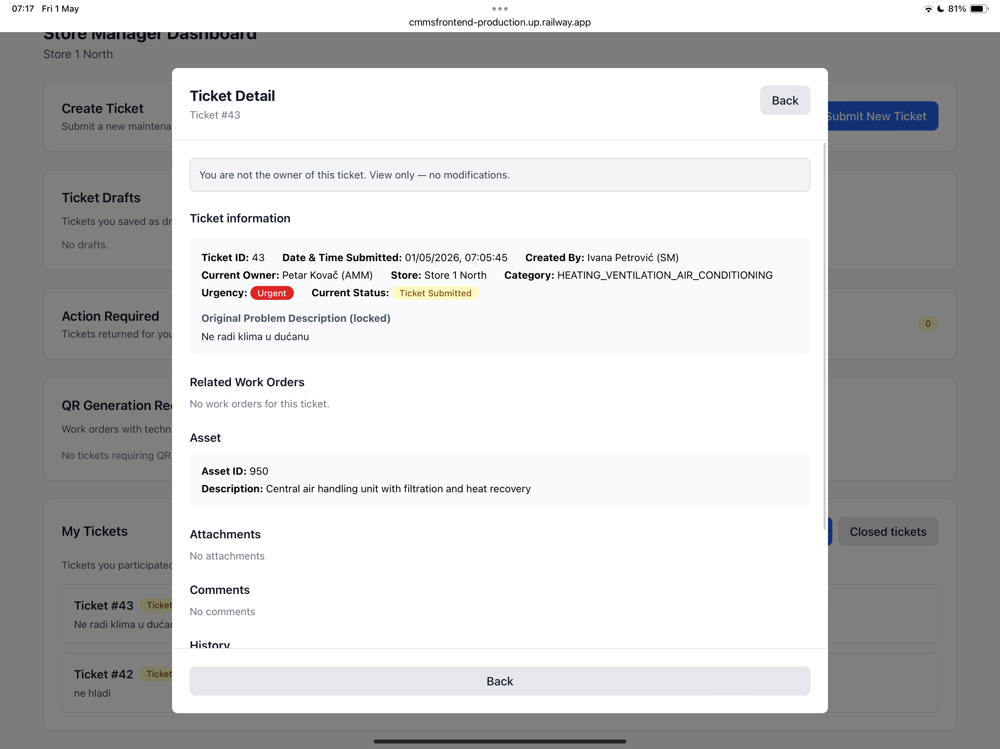 07:17 Fri 1 May
81%
cmmsfrontend-production.up.railway.app
Store Manager Dashboard
Store 1 North
Create Ticket
Submit a new maintena
Submit New Ticket
Ticket Drafts
Tickets you saved as dr
No drafts.
Action Required
Tickets returned for you
0
QR Generation Re
Work orders with techni
No tickets requiring QR
My Tickets
Closed tickets
Tickets you participated
Ticket #43 Ticket
Ne radi klima u dućan
Ticket #42 Ticket
ne hladi
Ticket Detail
Ticket #43
Back
You are not the owner of this ticket. View only — no modifications.
Ticket information
Ticket ID: 43 Date & Time Submitted: 01/05/2026, 07:05:45 Created By: Ivana Petrović (SM)
Current Owner: Petar Kovač (AMM) Store: Store 1 North Category: HEATING_VENTILATION_AIR_CONDITIONING
Urgency: Urgent Current Status: Ticket Submitted
Original Problem Description (locked)
Ne radi klima u dućanu
Related Work Orders
No work orders for this ticket.
Asset
Asset ID: 950
Description: Central air handling unit with filtration and heat recovery
Attachments
No attachments
Comments
No comments
History
Back